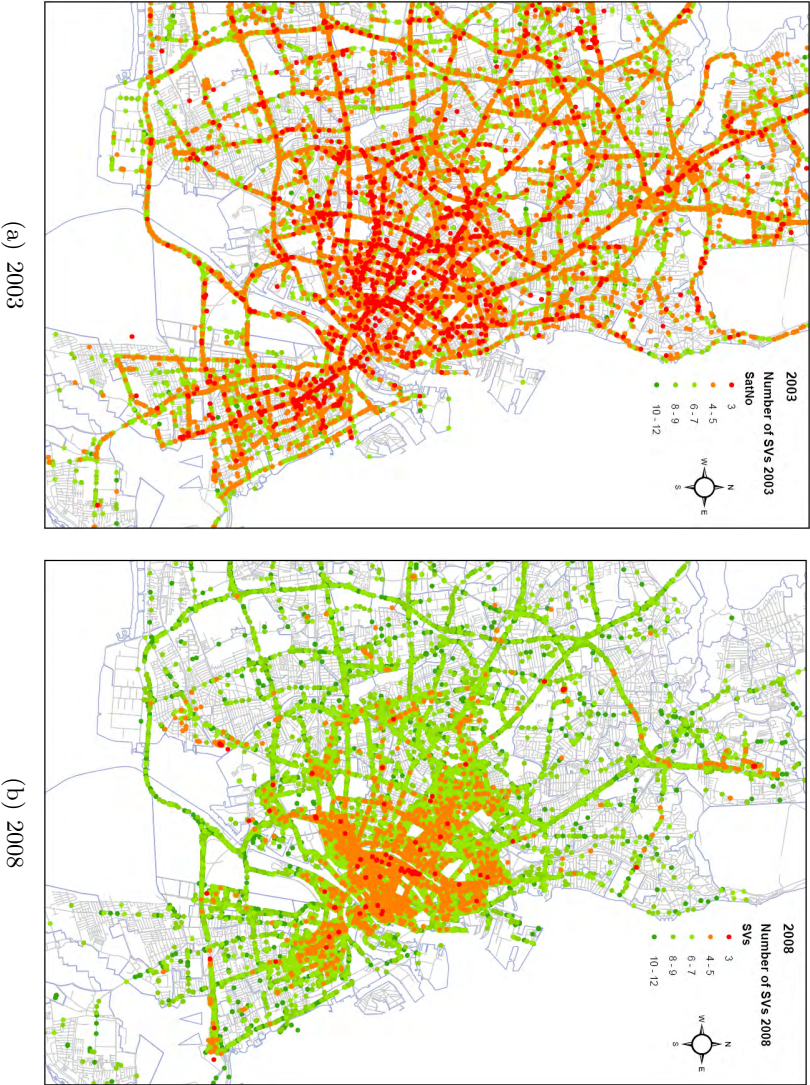 2003
Number of SVs 2003
SatNo
3
4 - 5
6 - 7
8 - 9
10 - 12
N
W
E
S
(a) 2003
2008
Number of SVs 2008
SVs
3
4 - 5
6 - 7
8 - 9
10 - 12
N
W
E
S
(b) 2008